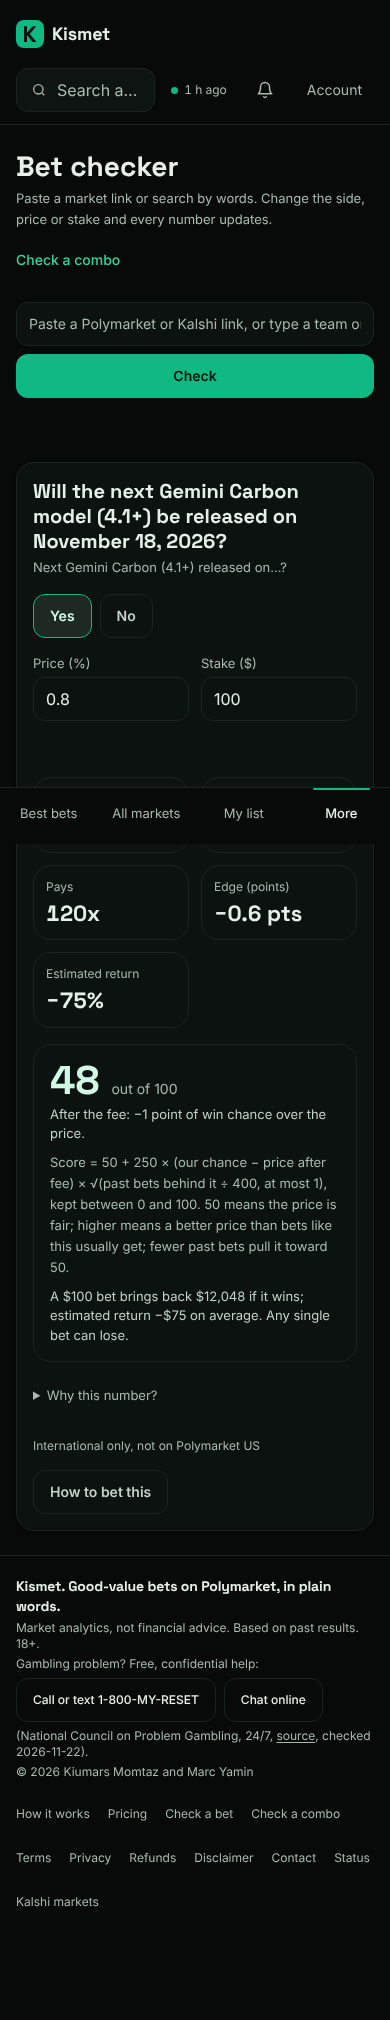 Kismet
Search a...
1 h ago
Account
Bet checker
Paste a market link or search by words. Change the side,
price or stake and every number updates.
Check a combo
Paste a Polymarket or Kalshi link, or type a team o
Check
Will the next Gemini Carbon
model (4.1+) be released on
November 18, 2026?
Next Gemini Carbon (4.1+) released on...?
Yes
No
Price (%)
Stake ($)
0.8
100
Best bets
All markets
My list
More
Pays
Edge (points)
120x
−0.6 pts
Estimated return
−75%
48 out of 100
After the fee: −1 point of win chance over the
price.
Score = 50 + 250 × (our chance − price after
fee) × √(past bets behind it ÷ 400, at most 1),
kept between 0 and 100. 50 means the price is
fair; higher means a better price than bets like
this usually get; fewer past bets pull it toward
50.
A $100 bet brings back $12,048 if it wins;
estimated return −$75 on average. Any single
bet can lose.
Why this number?
International only, not on Polymarket US
How to bet this
Kismet. Good-value bets on Polymarket, in plain
words.
Market analytics, not financial advice. Based on past results.
18+.
Gambling problem? Free, confidential help:
Call or text 1-800-MY-RESET
Chat online
(National Council on Problem Gambling, 24/7, source, checked
2026-11-22).
© 2026 Kiumars Momtaz and Marc Yamin
How it works
Pricing
Check a bet
Check a combo
Terms
Privacy
Refunds
Disclaimer
Contact
Status
Kalshi markets